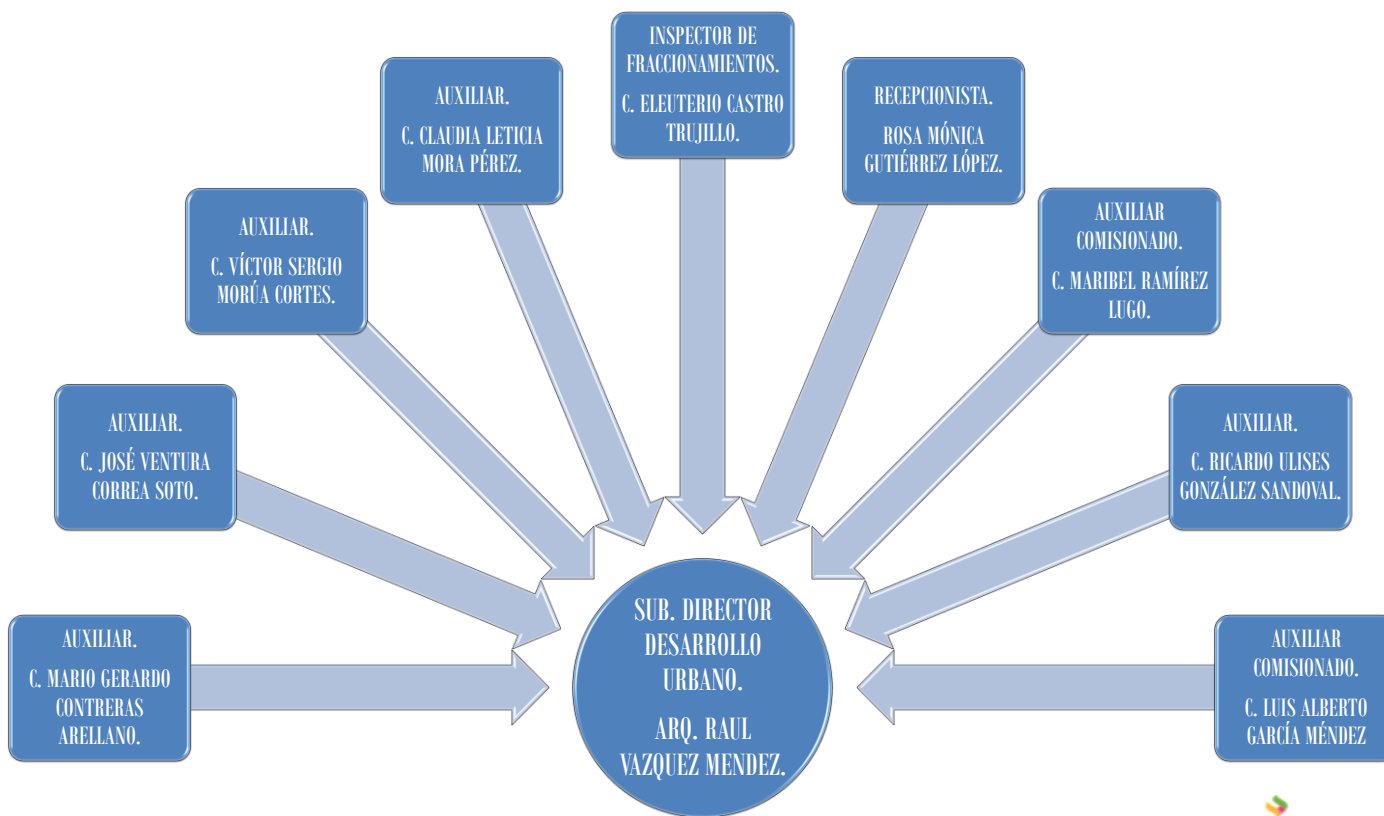 AUXILIAR.
C. MARIO GERARDO
CONTRERAS
ARELLANO.
AUXILIAR.
C. JOSÉ VENTURA
CORREA SOTO.
AUXILIAR.
C. VÍCTOR SERGIO
MORÚA CORTES.
AUXILIAR.
C. CLAUDIA LETICIA
MORA PÉREZ.
INSPECTOR DE
FRACCIONAMIENTOS.
C. ELEUTERIO CASTRO
TRUJILLO.
RECEPCIONISTA.
ROSA MÓNICA
GUTIÉRREZ LÓPEZ.
AUXILIAR
COMISIONADO.
C. MARIBEL RAMÍREZ
LUGO.
AUXILIAR.
C. RICARDO ULISES
GONZÁLEZ SANDOVAL.
AUXILIAR
COMISIONADO.
C. LUIS ALBERTO
GARCÍA MÉNDEZ
SUB. DIRECTOR
DESARROLLO
URBANO.
ARQ. RAUL
VAZQUEZ MENDEZ.